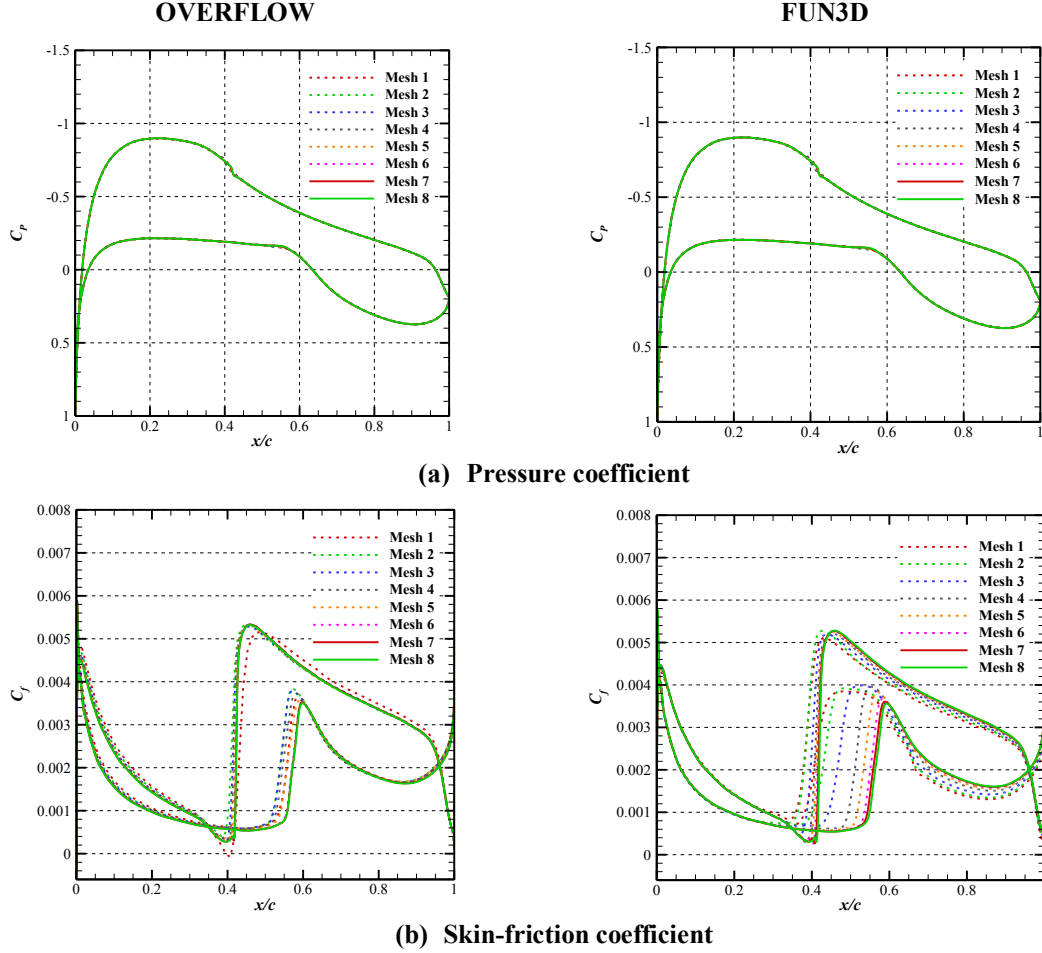 OVERFLOW FUN3D
-1.5
-1
-0.5
0
0.5
1
C_P
0 0.2 0.4 0.6 0.8 1
x/c
Mesh 1
Mesh 2
Mesh 3
Mesh 4
Mesh 5
Mesh 6
Mesh 7
Mesh 8
-1.5
-1
-0.5
0
0.5
1
C_P
0 0.2 0.4 0.6 0.8 1
x/c
Mesh 1
Mesh 2
Mesh 3
Mesh 4
Mesh 5
Mesh 6
Mesh 7
Mesh 8
(a) Pressure coefficient
0.008
0.007
0.006
0.005
0.004
0.003
0.002
0.001
0
C_f
0 0.2 0.4 0.6 0.8 1
x/c
Mesh 1
Mesh 2
Mesh 3
Mesh 4
Mesh 5
Mesh 6
Mesh 7
Mesh 8
0.008
0.007
0.006
0.005
0.004
0.003
0.002
0.001
0
C_f
0 0.2 0.4 0.6 0.8 1
x/c
Mesh 1
Mesh 2
Mesh 3
Mesh 4
Mesh 5
Mesh 6
Mesh 7
Mesh 8
(b) Skin-friction coefficient